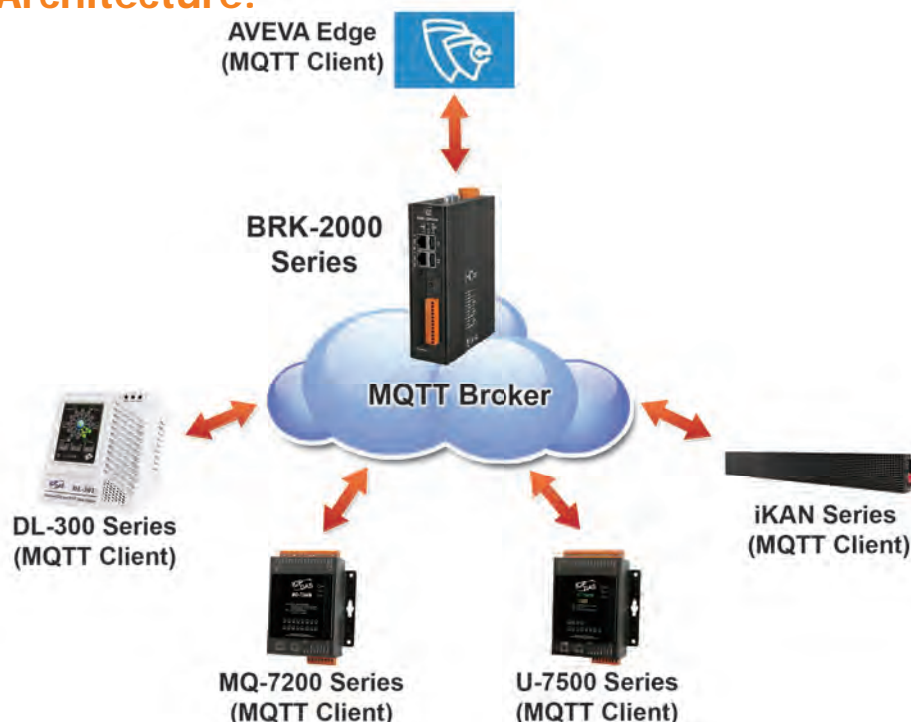 Architecture:
AVEVA Edge
(MQTT Client)
BRK-2000
Series
MQTT Broker
DL-300 Series
(MQTT Client)
iKAN Series
(MQTT Client)
MQ-7200 Series
(MQTT Client)
U-7500 Series
(MQTT Client)